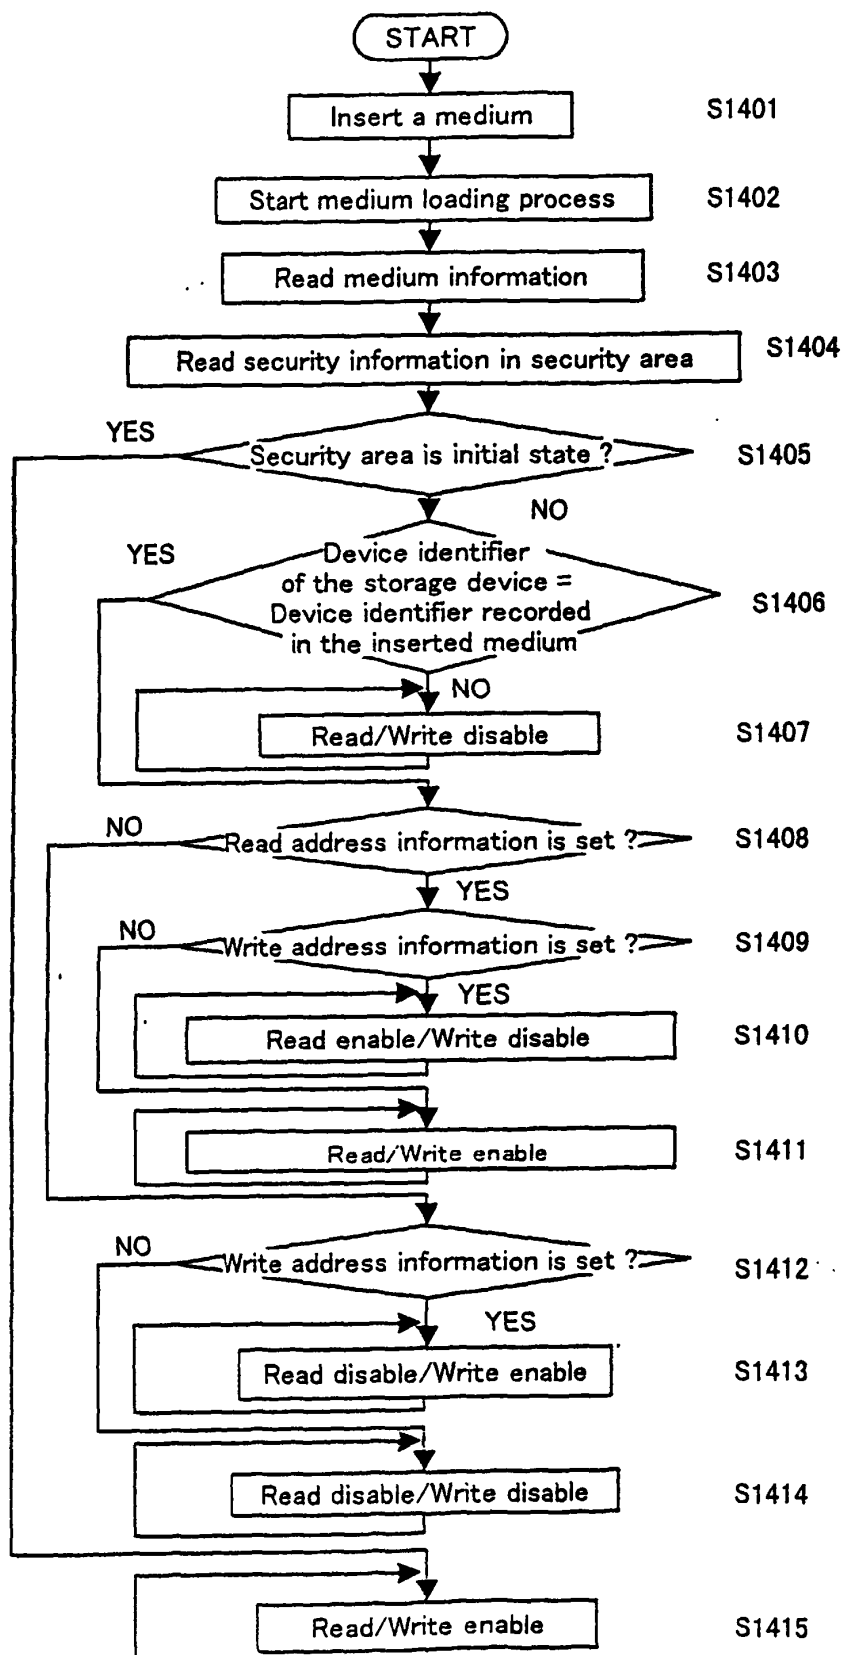 START
Insert a medium S1401
Start medium loading process S1402
Read medium information S1403
Read security information in security area S1404
YES
Security area is initial state ? S1405
NO
YES
Device identifier
of the storage device =
Device identifier recorded
in the inserted medium
S1406
NO
Read/Write disable S1407
NO
Read address information is set ? S1408
YES
NO
Write address information is set ? S1409
YES
Read enable/Write disable S1410
Read/Write enable S1411
NO
Write address information is set ? S1412
YES
Read disable/Write enable S1413
Read disable/Write disable S1414
Read/Write enable S1415